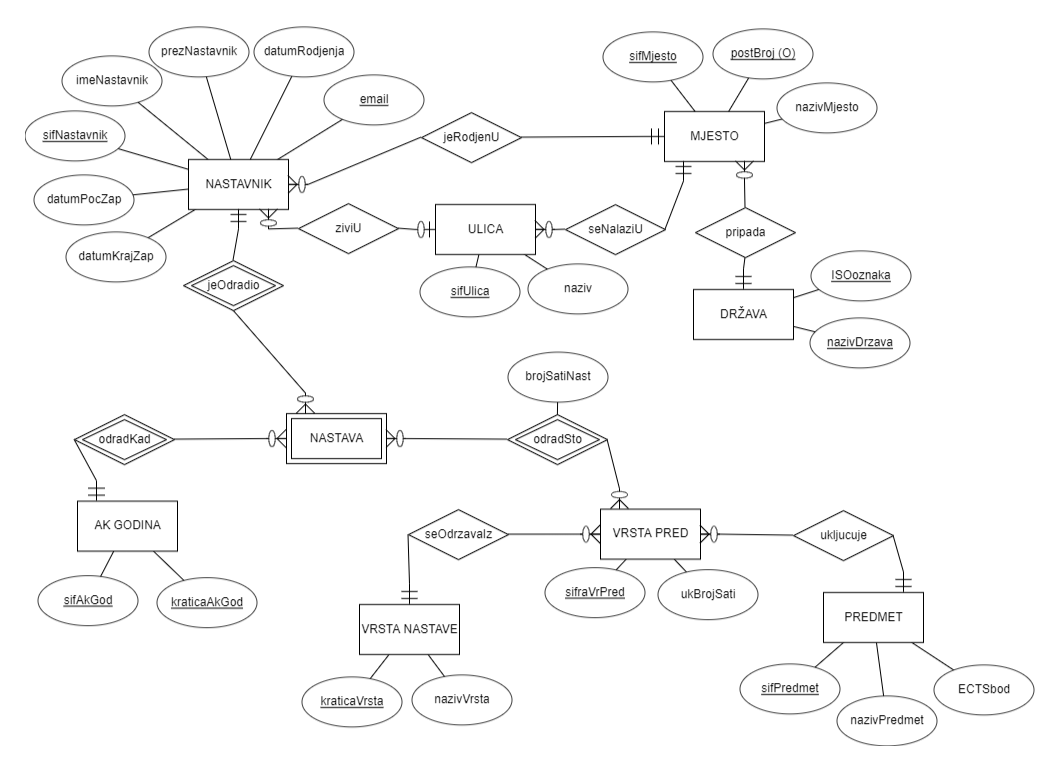 prezNastavnik
datumRodjenja
sifMjesto
postBroj (O)
imeNastavnik
email
nazivMjesto
sifNastavnik
jeRodjenU
MJESTO
NASTAVNIK
datumPocZap
ziviU
ULICA
seNalaziU
pripada
datumKrajZap
jeOdradio
sifUlica
naziv
ISOoznaka
DRŽAVA
nazivDrzava
brojSatiNast
odradKad
NASTAVA
odradSto
AK GODINA
seOdrzavaIz
VRSTA PRED
ukljucuje
sifAkGod
kraticaAkGod
sifraVrPred
ukBrojSati
VRSTA NASTAVE
PREDMET
kraticaVrsta
nazivVrsta
sifPredmet
ECTSbod
nazivPredmet